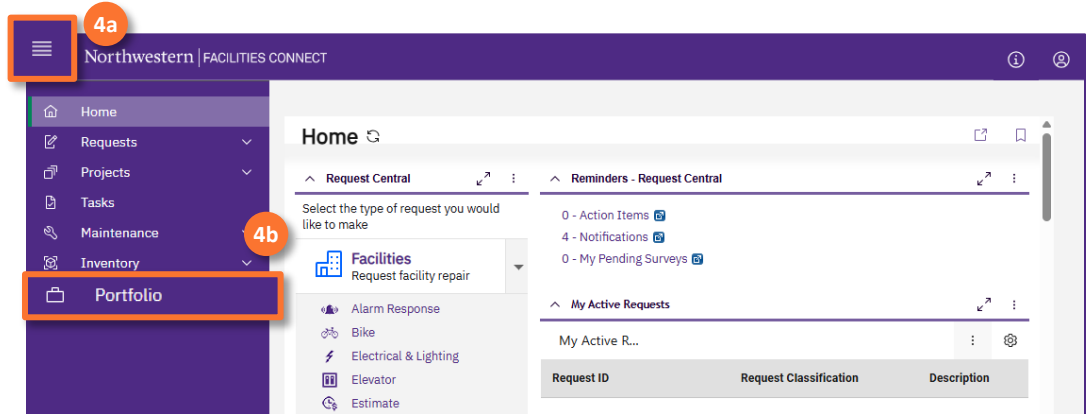 4a
Northwestern | FACILITIES CONNECT
Home
Requests
Projects
Tasks
Maintenance
4b
Inventory
Portfolio
Home
Request Central
Select the type of request you would
like to make
Facilities
Request facility repair
Alarm Response
Bike
Electrical & Lighting
Elevator
Estimate
Reminders - Request Central
0 - Action Items
4 - Notifications
0 - My Pending Surveys
My Active Requests
My Active R...
Request ID Request Classification Description